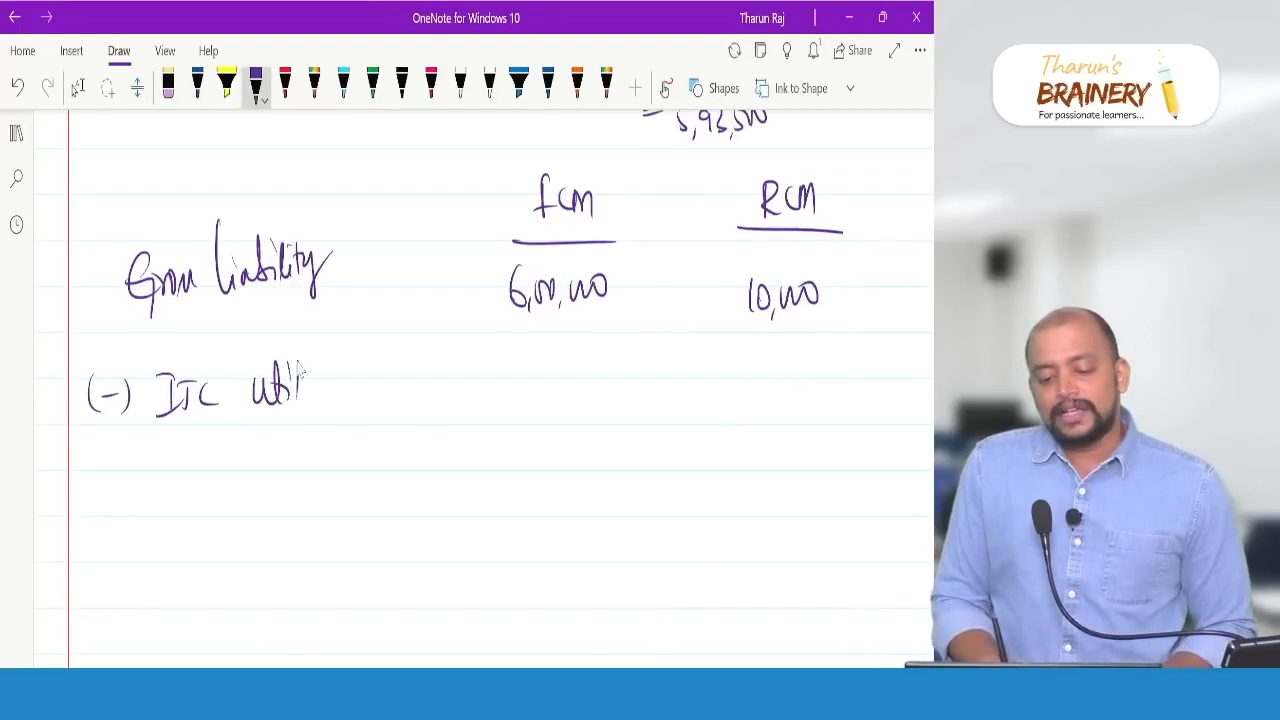 OneNote for Windows 10
Tharun Raj
Home Insert Draw View Help
Share
Shapes
Ink to Shape
Tharun's
BRAINERY
For passionate learners...
= 5,93,500
FCM RCM
Gross liability 6,00,000 10,000
(-) ITC util